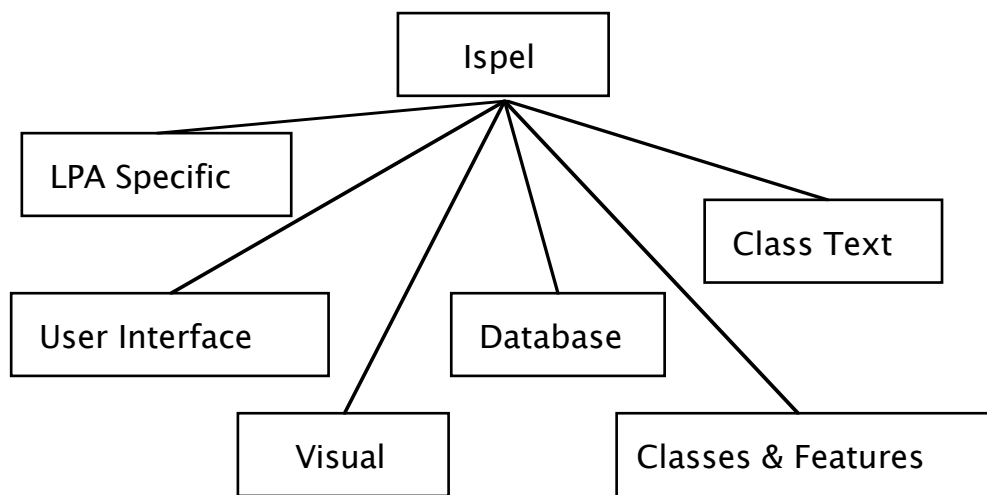 Ispel
LPA Specific
Class Text
User Interface
Database
Visual
Classes & Features